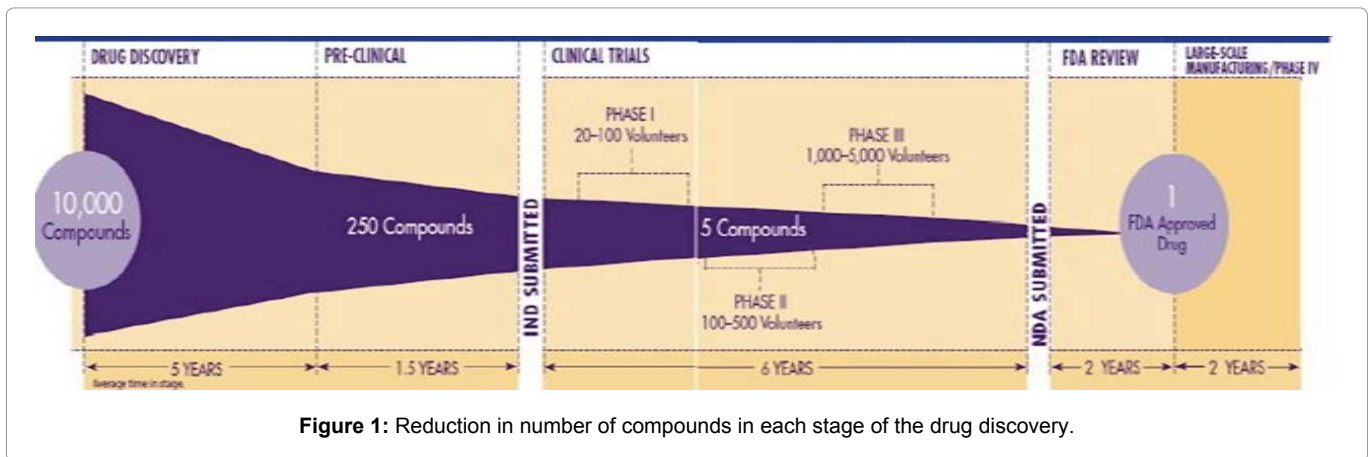 DRUG DISCOVERY
PRE-CLINICAL
CLINICAL TRIALS
FDA REVIEW
LARGE-SCALE
MANUFACTURING/PHASE IV
PHASE I
20–100 Volunteers
PHASE III
1,000–5,000 Volunteers
10,000
Compounds
250 Compounds
IND SUBMITTED
5 Compounds
PHASE II
100–500 Volunteers
NDA SUBMITTED
1
FDA Approved
Drug
5 YEARS
1.5 YEARS
6 YEARS
2 YEARS
2 YEARS
Average time in stage.
Figure 1: Reduction in number of compounds in each stage of the drug discovery.